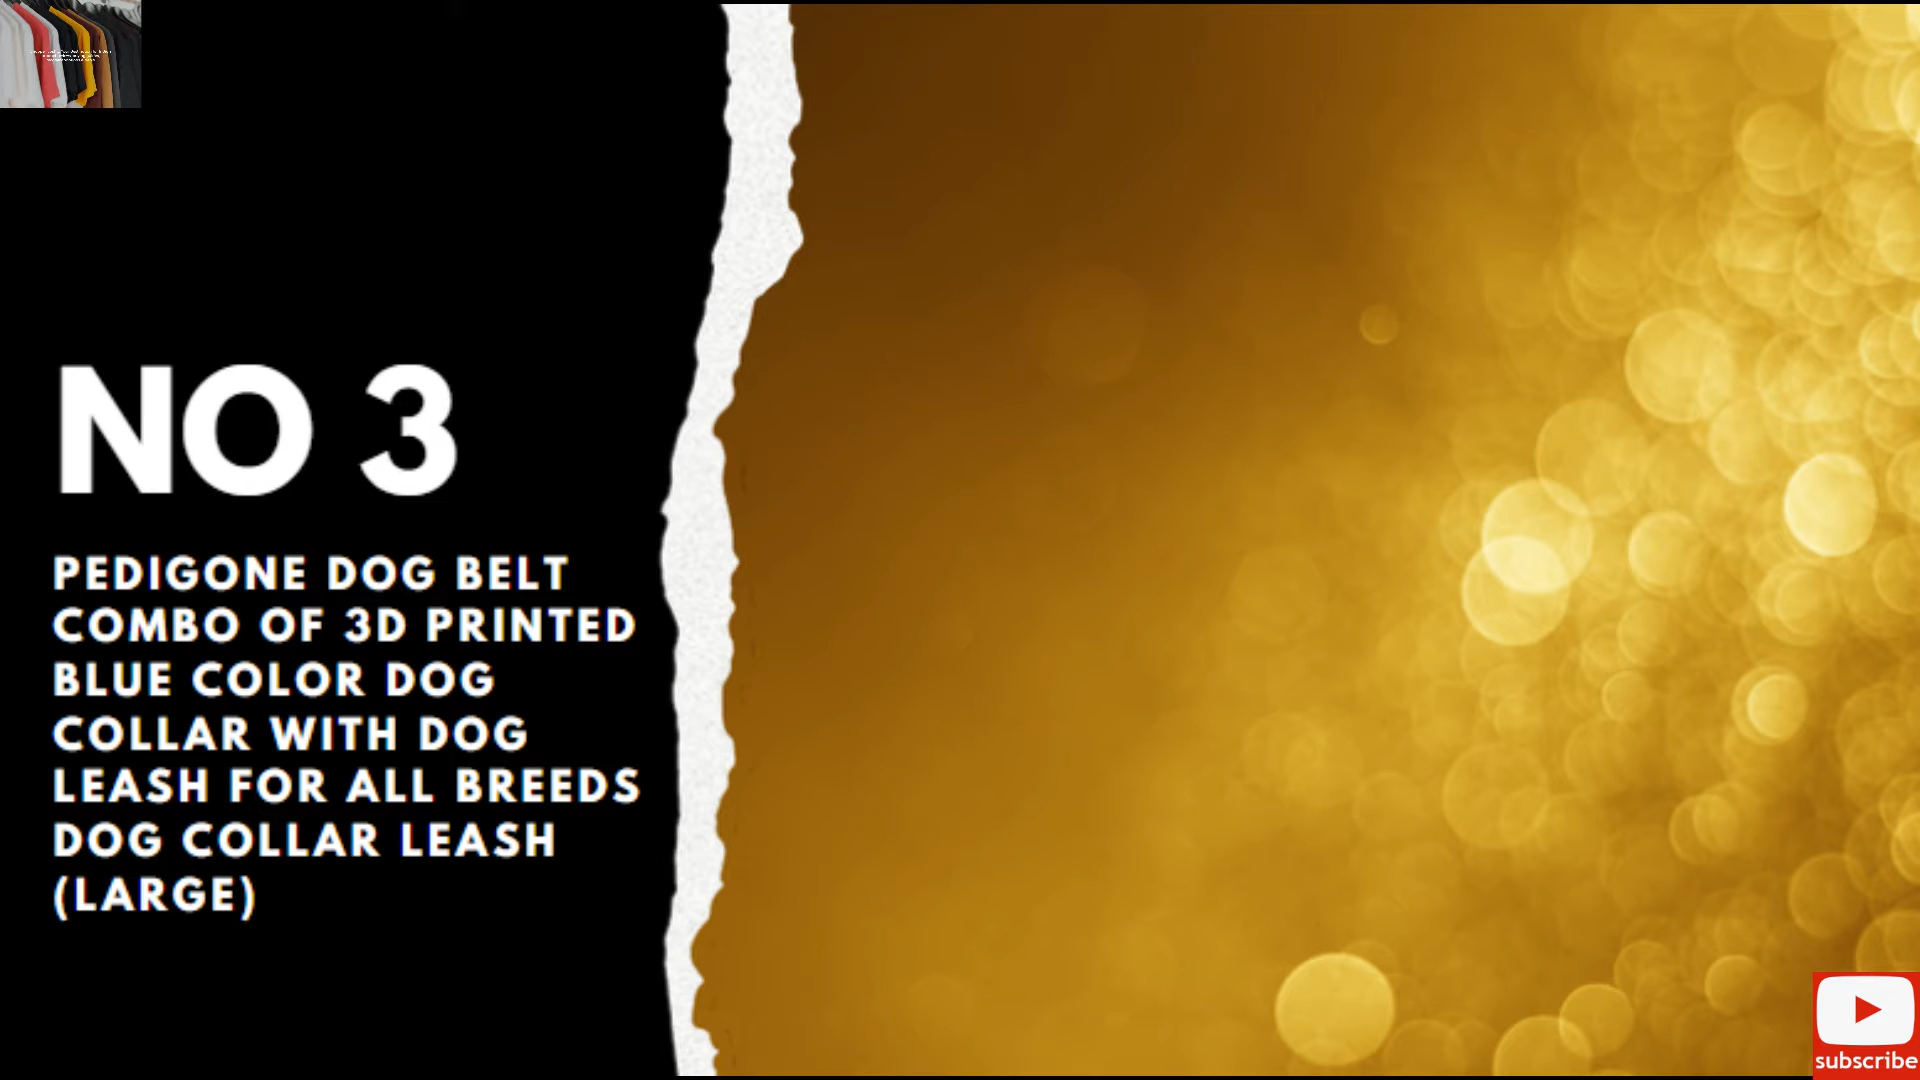 NO 3
PEDIGONE DOG BELT
COMBO OF 3D PRINTED
BLUE COLOR DOG
COLLAR WITH DOG
LEASH FOR ALL BREEDS
DOG COLLAR LEASH
(LARGE)
subscribe